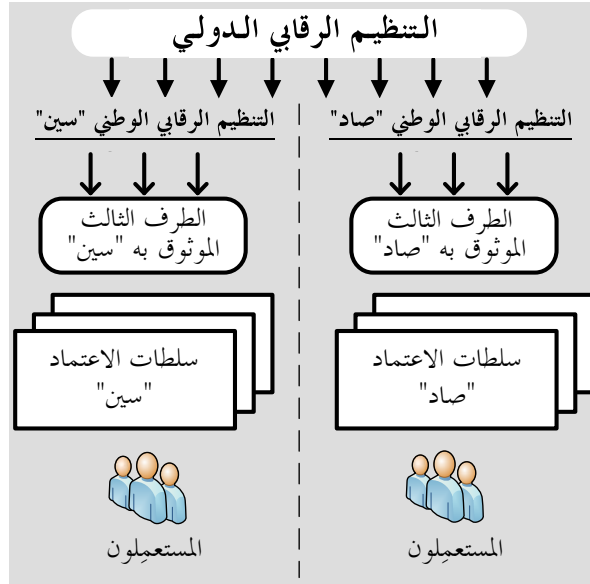 التنظيم الرقابي الدولي
التنظيم الرقابي الوطني "صاد"
الطرف الثالث
الموثوق به "صاد"
سلطات الاعتماد
"صاد"
المستعمِلون
التنظيم الرقابي الوطني "سين"
الطرف الثالث
الموثوق به "سين"
سلطات الاعتماد
"سين"
المستعمِلون